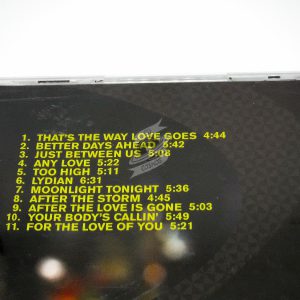 1. THAT'S THE WAY LOVE GOES 4:44
2. BETTER DAYS AHEAD 5:42
3. JUST BETWEEN US 5:08
4. ANY LOVE 5:22
5. TOO HIGH 5:11
6. LYDIAN 6:31
7. MOONLIGHT TONIGHT 5:36
8. AFTER THE STORM 4:45
9. AFTER THE LOVE IS GONE 5:03
10. YOUR BODY'S CALLIN' 5:49
11. FOR THE LOVE OF YOU 5:21